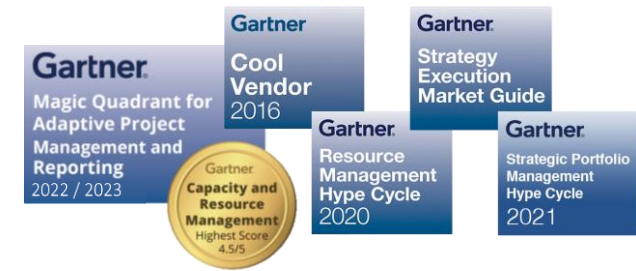 Gartner
Magic Quadrant for
Adaptive Project
Management and
Reporting
2022 / 2023
Gartner
Capacity and
Resource
Management
Highest Score
4.5/5
Gartner
Cool
Vendor
2016
Gartner
Resource
Management
Hype Cycle
2020
Gartner
Strategy
Execution
Market Guide
Gartner
Strategic Portfolio
Management
Hype Cycle
2021